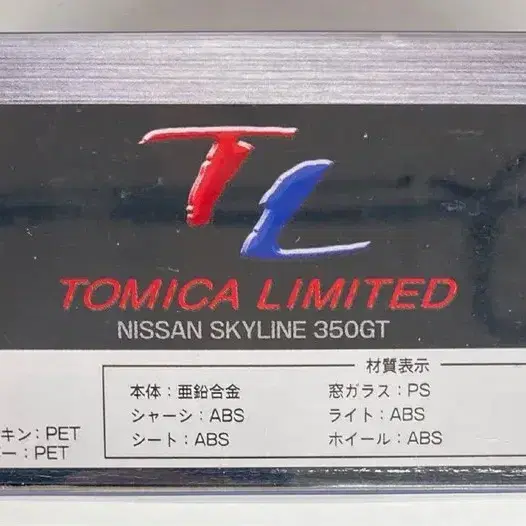 TL
TOMICA LIMITED
NISSAN SKYLINE 350GT
材質表示
本体：亜鉛合金 窓ガラス：PS
シャーシ：ABS ライト：ABS
シート：ABS ホイール：ABS
キン：PET
ー：PET